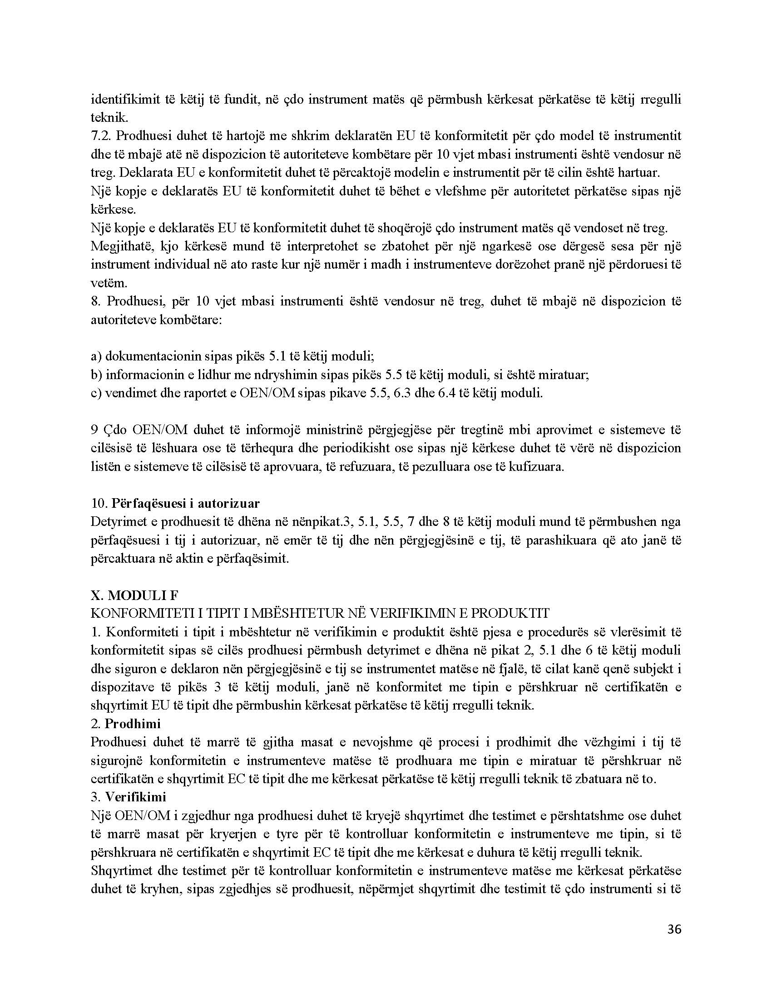 identifikimit të këtij të fundit, në çdo instrument matës që përmbush kërkesat përkatëse të këtij rregulli
teknik.
7.2. Prodhuesi duhet të hartojë me shkrim deklaratën EU të konformitetit për çdo model të instrumentit
dhe të mbajë atë në dispozicion të autoriteteve kombëtare për 10 vjet mbasi instrumenti është vendosur në
treg. Deklarata EU e konformitetit duhet të përcaktojë modelin e instrumentit për të cilin është hartuar.
Një kopje e deklaratës EU të konformitetit duhet të bëhet e vlefshme për autoritetet përkatëse sipas një
kërkese.
Një kopje e deklaratës EU të konformitetit duhet të shoqërojë çdo instrument matës që vendoset në treg.
Megjithatë, kjo kërkesë mund të interpretohet se zbatohet për një ngarkesë ose dërgesë sesa për një
instrument individual në ato raste kur një numër i madh i instrumenteve dorëzohet pranë një përdoruesi të
vetëm.
8. Prodhuesi, për 10 vjet mbasi instrumenti është vendosur në treg, duhet të mbajë në dispozicion të
autoriteteve kombëtare:
a) dokumentacionin sipas pikës 5.1 të këtij moduli;
b) informacionin e lidhur me ndryshimin sipas pikës 5.5 të këtij moduli, si është miratuar;
c) vendimet dhe raportet e OEN/OM sipas pikave 5.5, 6.3 dhe 6.4 të këtij moduli.
9 Çdo OEN/OM duhet të informojë ministrinë përgjegjëse për tregtinë mbi aprovimet e sistemeve të
cilësisë të lëshuara ose të tërhequra dhe periodikisht ose sipas një kërkese duhet të vërë në dispozicion
listën e sistemeve të cilësisë të aprovuara, të refuzuara, të pezulluara ose të kufizuara.
10. Përfaqësuesi i autorizuar
Detyrimet e prodhuesit të dhëna në nënpikat.3, 5.1, 5.5, 7 dhe 8 të këtij moduli mund të përmbushen nga
përfaqësuesi i tij i autorizuar, në emër të tij dhe nën përgjegjësinë e tij, të parashikuara që ato janë të
përcaktuara në aktin e përfaqësimit.
X. MODULI F
KONFORMITETI I TIPIT I MBËSHTETUR NË VERIFIKIMIN E PRODUKTIT
1. Konformiteti i tipit i mbështetur në verifikimin e produktit është pjesa e procedurës së vlerësimit të
konformitetit sipas së cilës prodhuesi përmbush detyrimet e dhëna në pikat 2, 5.1 dhe 6 të këtij moduli
dhe siguron e deklaron nën përgjegjësinë e tij se instrumentet matëse në fjalë, të cilat kanë qenë subjekt i
dispozitave të pikës 3 të këtij moduli, janë në konformitet me tipin e përshkruar në certifikatën e
shqyrtimit EU të tipit dhe përmbushin kërkesat përkatëse të këtij rregulli teknik.
2. Prodhimi
Prodhuesi duhet të marrë të gjitha masat e nevojshme që procesi i prodhimit dhe vëzhgimi i tij të
sigurojnë konformitetin e instrumenteve matëse të prodhuara me tipin e miratuar të përshkruar në
certifikatën e shqyrtimit EC të tipit dhe me kërkesat përkatëse të këtij rregulli teknik të zbatuara në to.
3. Verifikimi
Një OEN/OM i zgjedhur nga prodhuesi duhet të kryejë shqyrtimet dhe testimet e përshtatshme ose duhet
të marrë masat për kryerjen e tyre për të kontrolluar konformitetin e instrumenteve me tipin, si të
përshkruara në certifikatën e shqyrtimit EC të tipit dhe me kërkesat e duhura të këtij rregulli teknik.
Shqyrtimet dhe testimet për të kontrolluar konformitetin e instrumenteve matëse me kërkesat përkatëse
duhet të kryhen, sipas zgjedhjes së prodhuesit, nëpërmjet shqyrtimit dhe testimit të çdo instrumenti si të
36